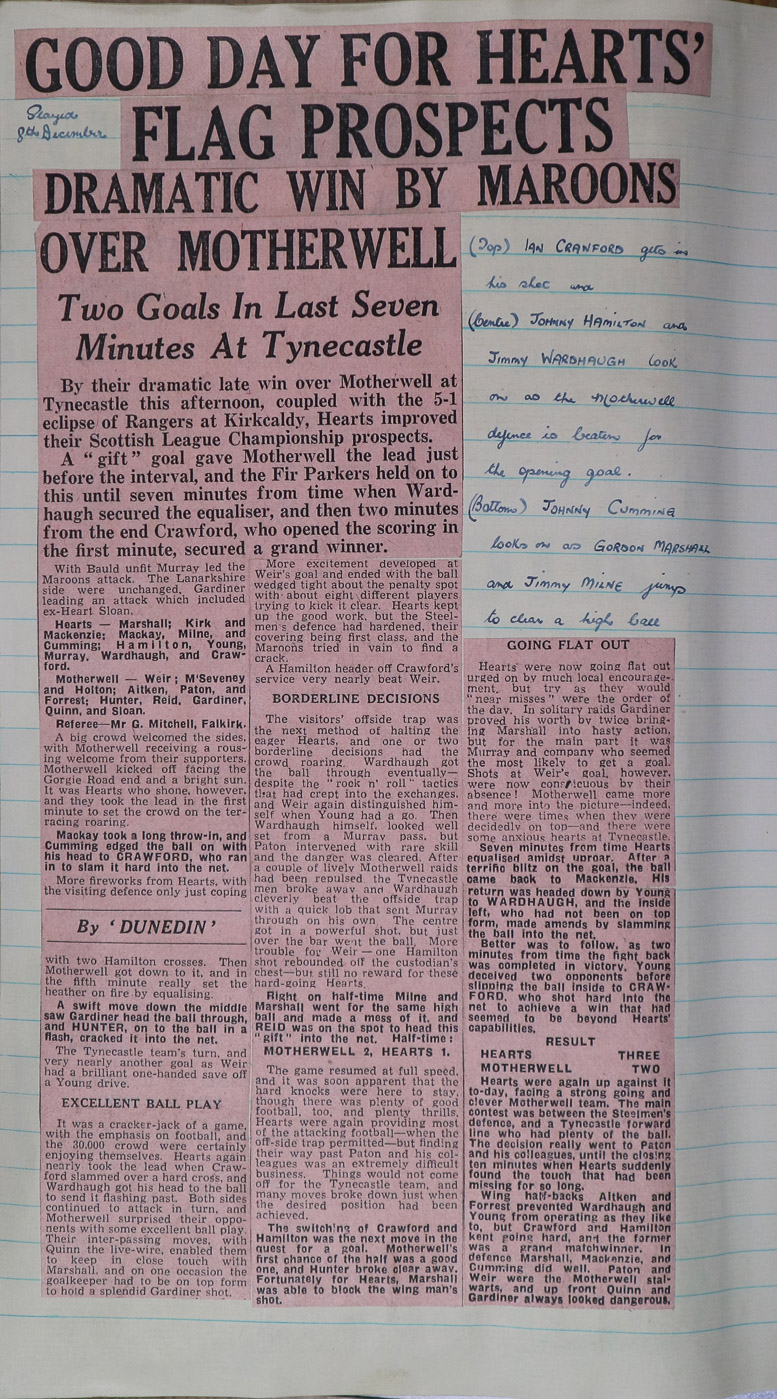 GOOD DAY FOR HEARTS'
FLAG PROSPECTS
Played
8th December
DRAMATIC WIN BY MAROONS
OVER MOTHERWELL
Two Goals In Last Seven
Minutes At Tynecastle
By their dramatic late win over Motherwell at
Tynecastle this afternoon, coupled with the 5-1
eclipse of Rangers at Kirkcaldy, Hearts improved
their Scottish League Championship prospects.
A "gift" goal gave Motherwell the lead just
before the interval, and the Fir Parkers held on to
this until seven minutes from time when Ward-
haugh secured the equaliser, and then two minutes
from the end Crawford, who opened the scoring in
the first minute, secured a grand winner.
With Bauld unfit Murray led the
Maroons attack. The Lanarkshire
side were unchanged, Gardiner
leading an attack which included
ex-Heart Sloan.
Hearts — Marshall; Kirk and
Mackenzie; Mackay, Milne, and
Cumming; Hamilton, Young,
Murray, Wardhaugh, and Craw-
ford.
Motherwell — Weir; M'Seveney
and Holton; Aitken, Paton, and
Forrest; Hunter, Reid, Gardiner,
Quinn, and Sloan.
Referee—Mr G. Mitchell, Falkirk.
A big crowd welcomed the sides,
with Motherwell receiving a rous-
ing welcome from their supporters.
Motherwell kicked off facing the
Gorgie Road end and a bright sun.
It was Hearts who shone, however,
and they took the lead in the first
minute to set the crowd on the ter-
racing roaring.
Mackay took a long throw-in, and
Cumming edged the ball on with
his head to CRAWFORD, who ran
in to slam it hard into the net.
More fireworks from Hearts, with
the visiting defence only just coping
By 'DUNEDIN'
with two Hamilton crosses. Then
Motherwell got down to it, and in
the fifth minute really set the
heather on fire by equalising.
A swift move down the middle
saw Gardiner head the ball through,
and HUNTER, on to the ball in a
flash, cracked it into the net.
The Tynecastle team's turn, and
very nearly another goal as Weir
had a brilliant one-handed save off
a Young drive.
EXCELLENT BALL PLAY
It was a cracker-jack of a game,
with the emphasis on football, and
the 30,000 crowd were certainly
enjoying themselves. Hearts again
nearly took the lead when Craw-
ford slammed over a hard cross, and
Wardhaugh got his head to the ball
to send it flashing past. Both sides
continued to attack in turn, and
Motherwell surprised their oppo-
nents with some excellent ball play.
Their inter-passing moves, with
Quinn the live-wire, enabled them
to keep in close touch with
Marshall, and on one occasion the
goalkeeper had to be on top form
to hold a splendid Gardiner shot.
More excitement developed at
Weir's goal and ended with the ball
wedged tight about the penalty spot
with about eight different players
trying to kick it clear. Hearts kept
up the good work, but the Steel-
men's defence had hardened, their
covering being first class, and the
Maroons tried in vain to find a
crack.
A Hamilton header off Crawford's
service very nearly beat Weir.
BORDERLINE DECISIONS
The visitors' offside trap was
the next method of halting the
eager Hearts, and one or two
borderline decisions had the
crowd roaring. Wardhaugh got
the ball through eventually—
despite the "rock n' roll" tactics
that had crept into the exchanges,
and Weir again distinguished him-
self when Young had a go. Then
Wardhaugh himself looked well
set from a Murray pass, but
Paton intervened with rare skill
and the danger was cleared. After
a couple of lively Motherwell raids
had been repulsed, the Tynecastle
men broke away and Wardhaugh
cleverly beat the offside trap
with a quick lob that sent Murray
through on his own. The centre
got in a powerful shot, but just
over the bar went the ball. More
trouble for Weir—one Hamilton
shot rebounded off the custodian's
chest—but still no reward for these
hard-going Hearts.
Right on half-time Milne and
Marshall went for the same high
ball and made a mess of it, and
REID was on the spot to head this
"gift" into the net. Half-time:
MOTHERWELL 2, HEARTS 1.
The game resumed at full speed,
and it was soon apparent that the
hard knocks were here to stay,
though there was plenty of good
football, too, and plenty thrills.
Hearts were again providing most
of the attacking football—when the
off-side trap permitted—but finding
their way past Paton and his col-
leagues was an extremely difficult
business. Things would not come
off for the Tynecastle team, and
many moves broke down just when
the desired position had been
achieved.
The switching of Crawford and
Hamilton was the next move in the
quest for a goal. Motherwell's
first chance of the half was a good
one, and Hunter broke clear away.
Fortunately for Hearts, Marshall
was able to block the wing man's
shot.
(Top) IAN CRAWFORD gets in
his shot and
(Centre) JOHNNY HAMILTON and
Jimmy WARDHAUGH look
on as the Motherwell
defence is beaten for
the opening goal.
(Bottom) JOHNNY CUMMING
looks on as GORDON MARSHALL
and JIMMY MILNE jumps
to clear a high ball
GOING FLAT OUT
Hearts were now going flat out
urged on by much local encourage-
ment, but try as they would
"near misses" were the order of
the day. In solitary raids Gardiner
proved his worth by twice bring-
ing Marshall into hasty action,
but for the main part it was
Murray and company who seemed
the most likely to get a goal.
Shots at Weir's goal, however,
were now conspicuous by their
absence! Motherwell came more
and more into the picture—indeed,
there were times when they were
decidedly on top—and there were
some anxious hearts at Tynecastle.
Seven minutes from time Hearts
equalised amidst uproar. After a
terrific blitz on the goal, the ball
came back to Mackenzie. His
return was headed down by Young
to WARDHAUGH, and the inside
left, who had not been on top
form, made amends by slamming
the ball into the net.
Better was to follow, as two
minutes from time the fight back
was completed in victory. Young
deceived two opponents before
slipping the ball inside to CRAW-
FORD, who shot hard into the
net to achieve a win that had
seemed to be beyond Hearts'
capabilities.
RESULT
HEARTS THREE
MOTHERWELL TWO
Hearts were again up against it
to-day, facing a strong going and
clever Motherwell team. The main
contest was between the Steelmen's
defence, and a Tynecastle forward
line who had plenty of the ball.
The decision really went to Paton
and his colleagues, until the closing
ten minutes when Hearts suddenly
found the touch that had been
missing for so long.
Wing half-backs Aitken and
Forrest prevented Wardhaugh and
Young from operating as they like
to, but Crawford and Hamilton
kept going hard, and the former
was a grand matchwinner. In
defence Marshall, Mackenzie, and
Cumming did well. Paton and
Weir were the Motherwell stal-
warts, and up front Quinn and
Gardiner always looked dangerous.